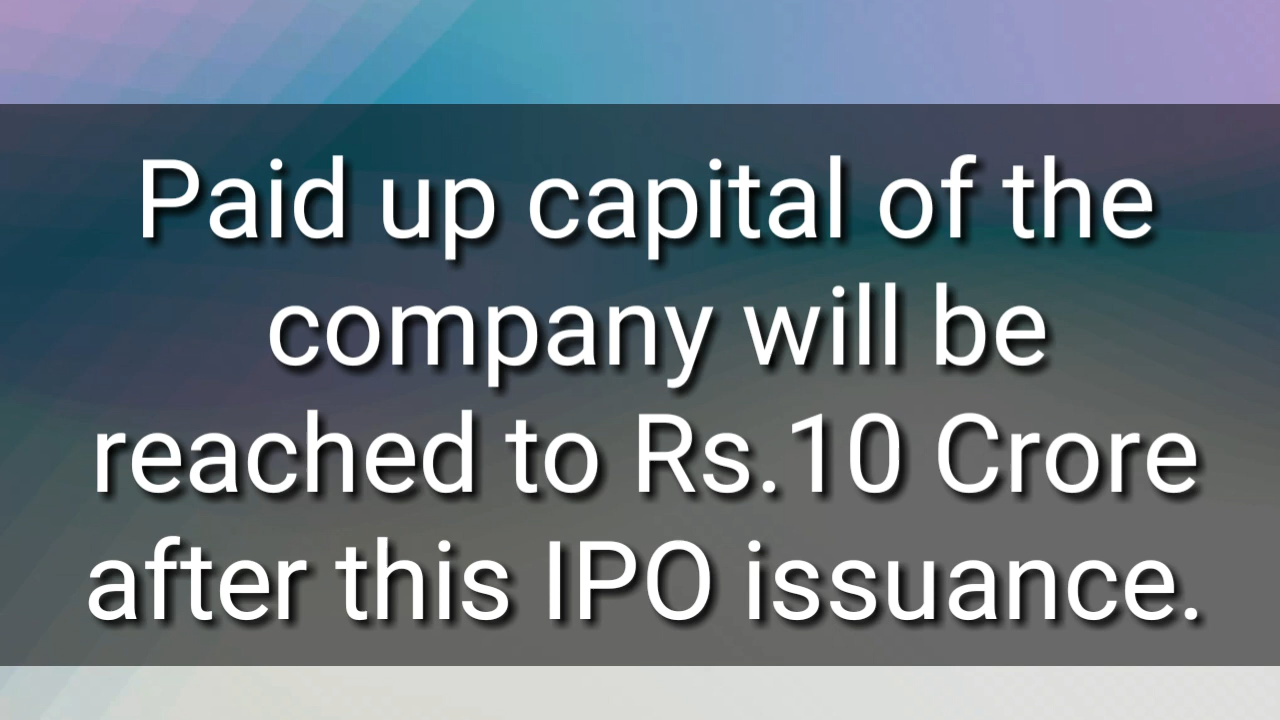 Paid up capital of the
company will be
reached to Rs.10 Crore
after this IPO issuance.